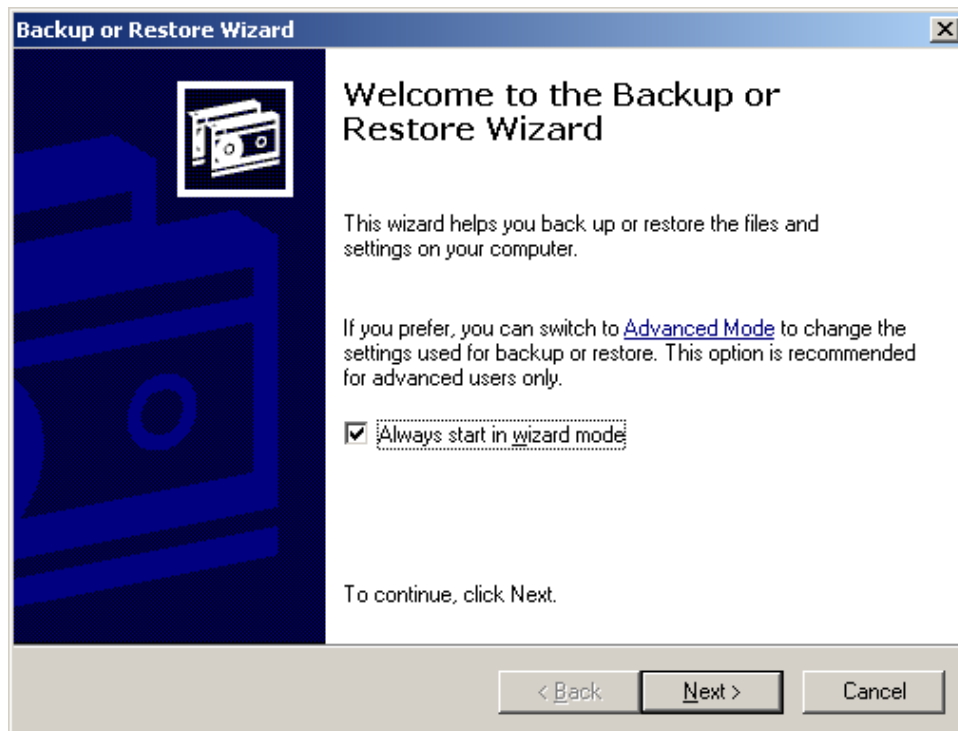 Backup or Restore Wizard
Welcome to the Backup or
Restore Wizard
This wizard helps you back up or restore the files and
settings on your computer.
If you prefer, you can switch to Advanced Mode to change the
settings used for backup or restore. This option is recommended
for advanced users only.
Always start in wizard mode
To continue, click Next.
< Back
Next >
Cancel